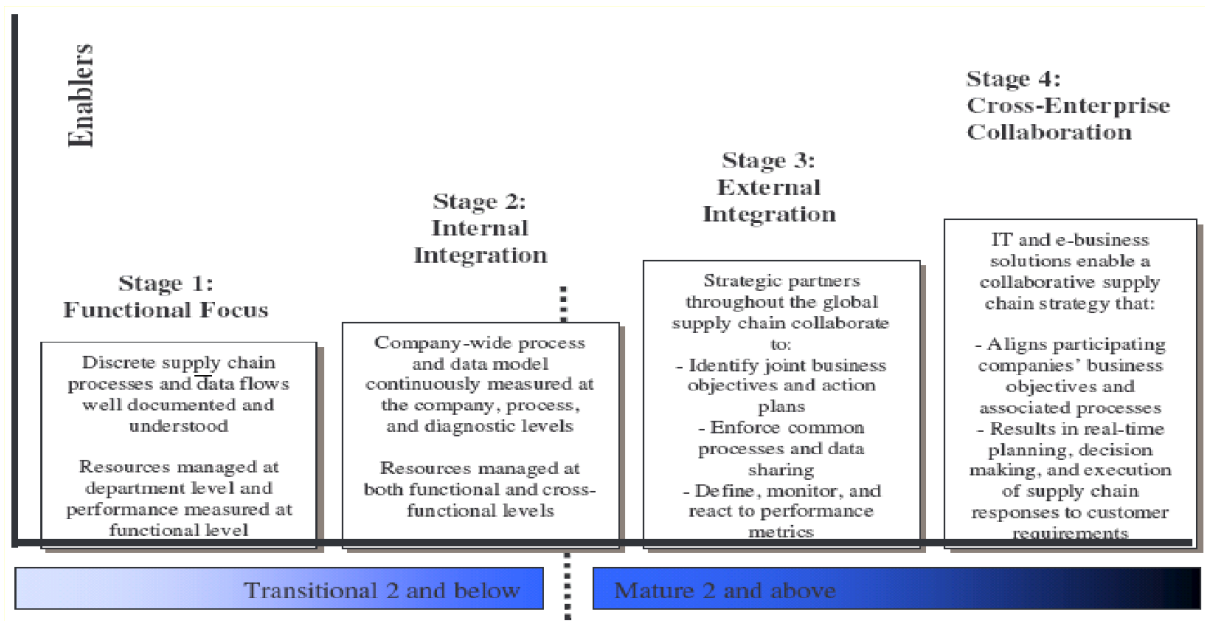 Enablers
Stage 1:
Functional Focus
Discrete supply chain
processes and data flows
well documented and
understood
Resources managed at
department level and
performance measured at
functional level
Stage 2:
Internal
Integration
Company-wide process
and data model
continuously measured at
the company, process,
and diagnostic levels
Resources managed at
both functional and cross-
functional levels
Stage 3:
External
Integration
Strategic partners
throughout the global
supply chain collaborate
to:
- Identify joint business
objectives and action
plans
- Enforce common
processes and data
sharing
- Define, monitor, and
react to performance
metrics
Stage 4:
Cross-Enterprise
Collaboration
IT and e-business
solutions enable a
collaborative supply
chain strategy that:
- Aligns participating
companies’ business
objectives and
associated processes
- Results in real-time
planning, decision
making, and execution
of supply chain
responses to customer
requirements
Transitional 2 and below
Mature 2 and above